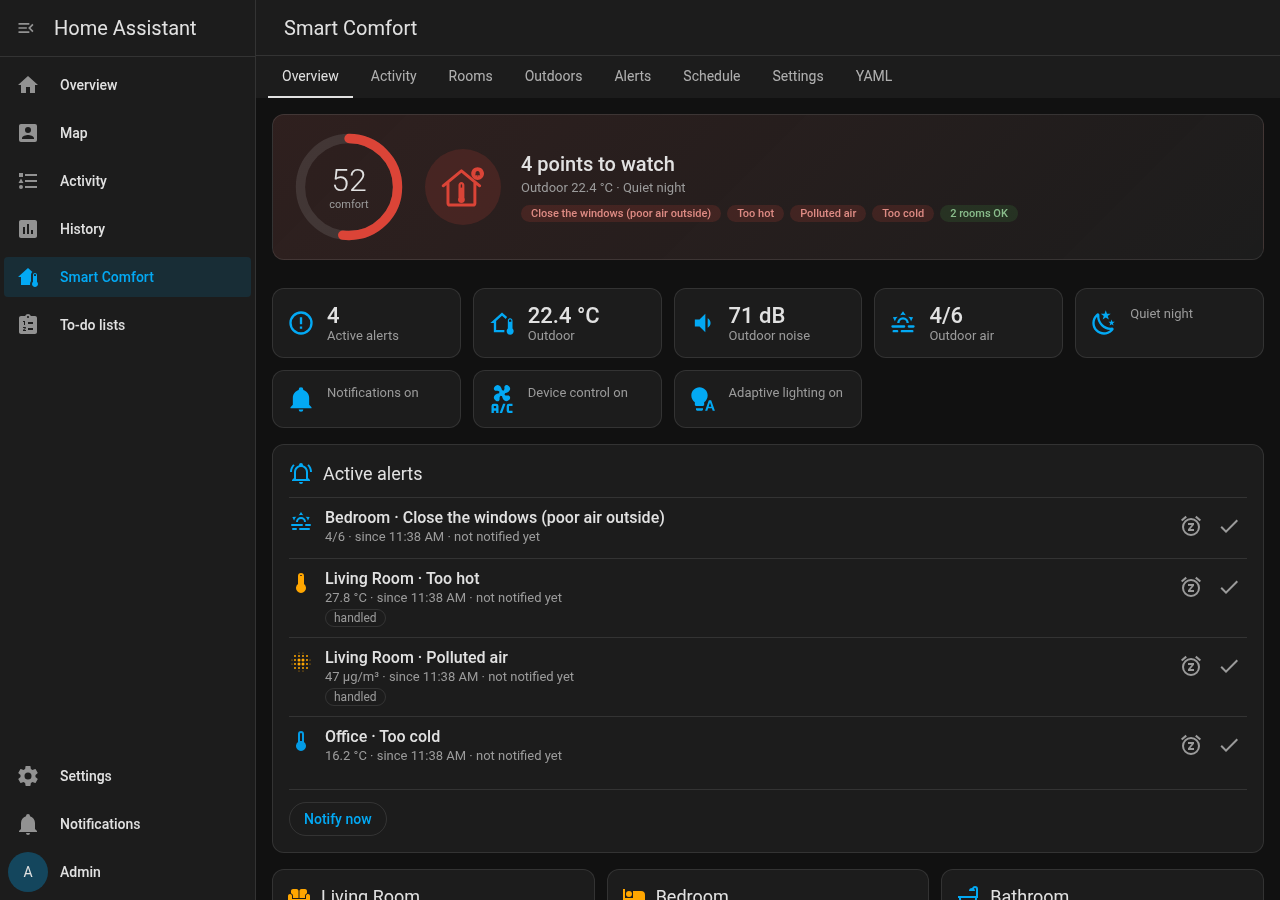 Home Assistant
Overview
Map
Activity
History
Smart Comfort
To-do lists
Settings
Notifications
A
Admin
Smart Comfort
Overview
Activity
Rooms
Outdoors
Alerts
Schedule
Settings
YAML
52
comfort
4 points to watch
Outdoor 22.4 °C · Quiet night
Close the windows (poor air outside)
Too hot
Polluted air
Too cold
2 rooms OK
4
Active alerts
22.4 °C
Outdoor
71 dB
Outdoor noise
4/6
Outdoor air
Quiet night
Notifications on
A/C
Device control on
A
Adaptive lighting on
Active alerts
Bedroom · Close the windows (poor air outside)
4/6 · since 11:38 AM · not notified yet
Living Room · Too hot
27.8 °C · since 11:38 AM · not notified yet
handled
Living Room · Polluted air
47 µg/m³ · since 11:38 AM · not notified yet
handled
Office · Too cold
16.2 °C · since 11:38 AM · not notified yet
Notify now
Living Room
Bedroom
Bathroom